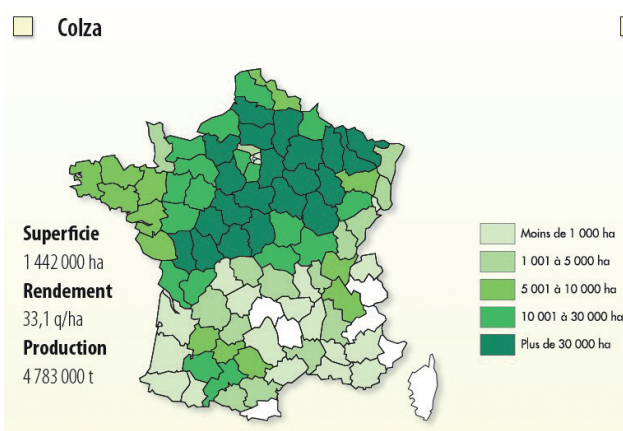 Colza
Superficie
1 442 000 ha
Rendement
33,1 q/ha
Production
4 783 000 t
Moins de 1 000 ha
1 001 à 5 000 ha
5 001 à 10 000 ha
10 001 à 30 000 ha
Plus de 30 000 ha